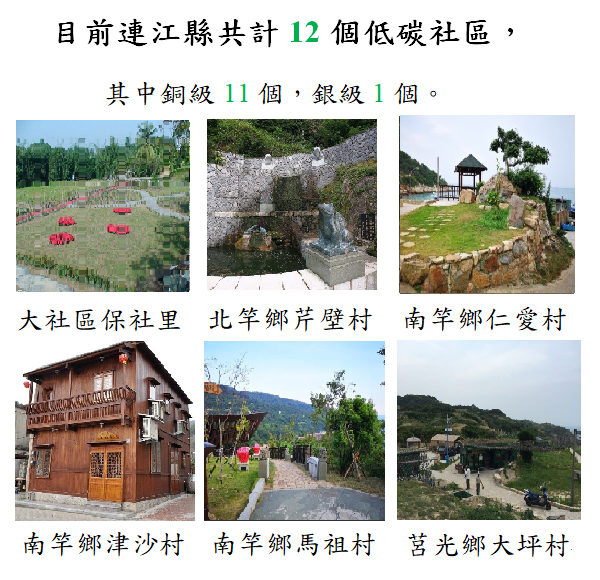 目前連江縣共計 12 個低碳社區，
其中銅級 11 個，銀級 1 個。
大社區保社里
北竿鄉芹壁村
南竿鄉仁愛村
南竿鄉津沙村
南竿鄉馬祖村
莒光鄉大坪村